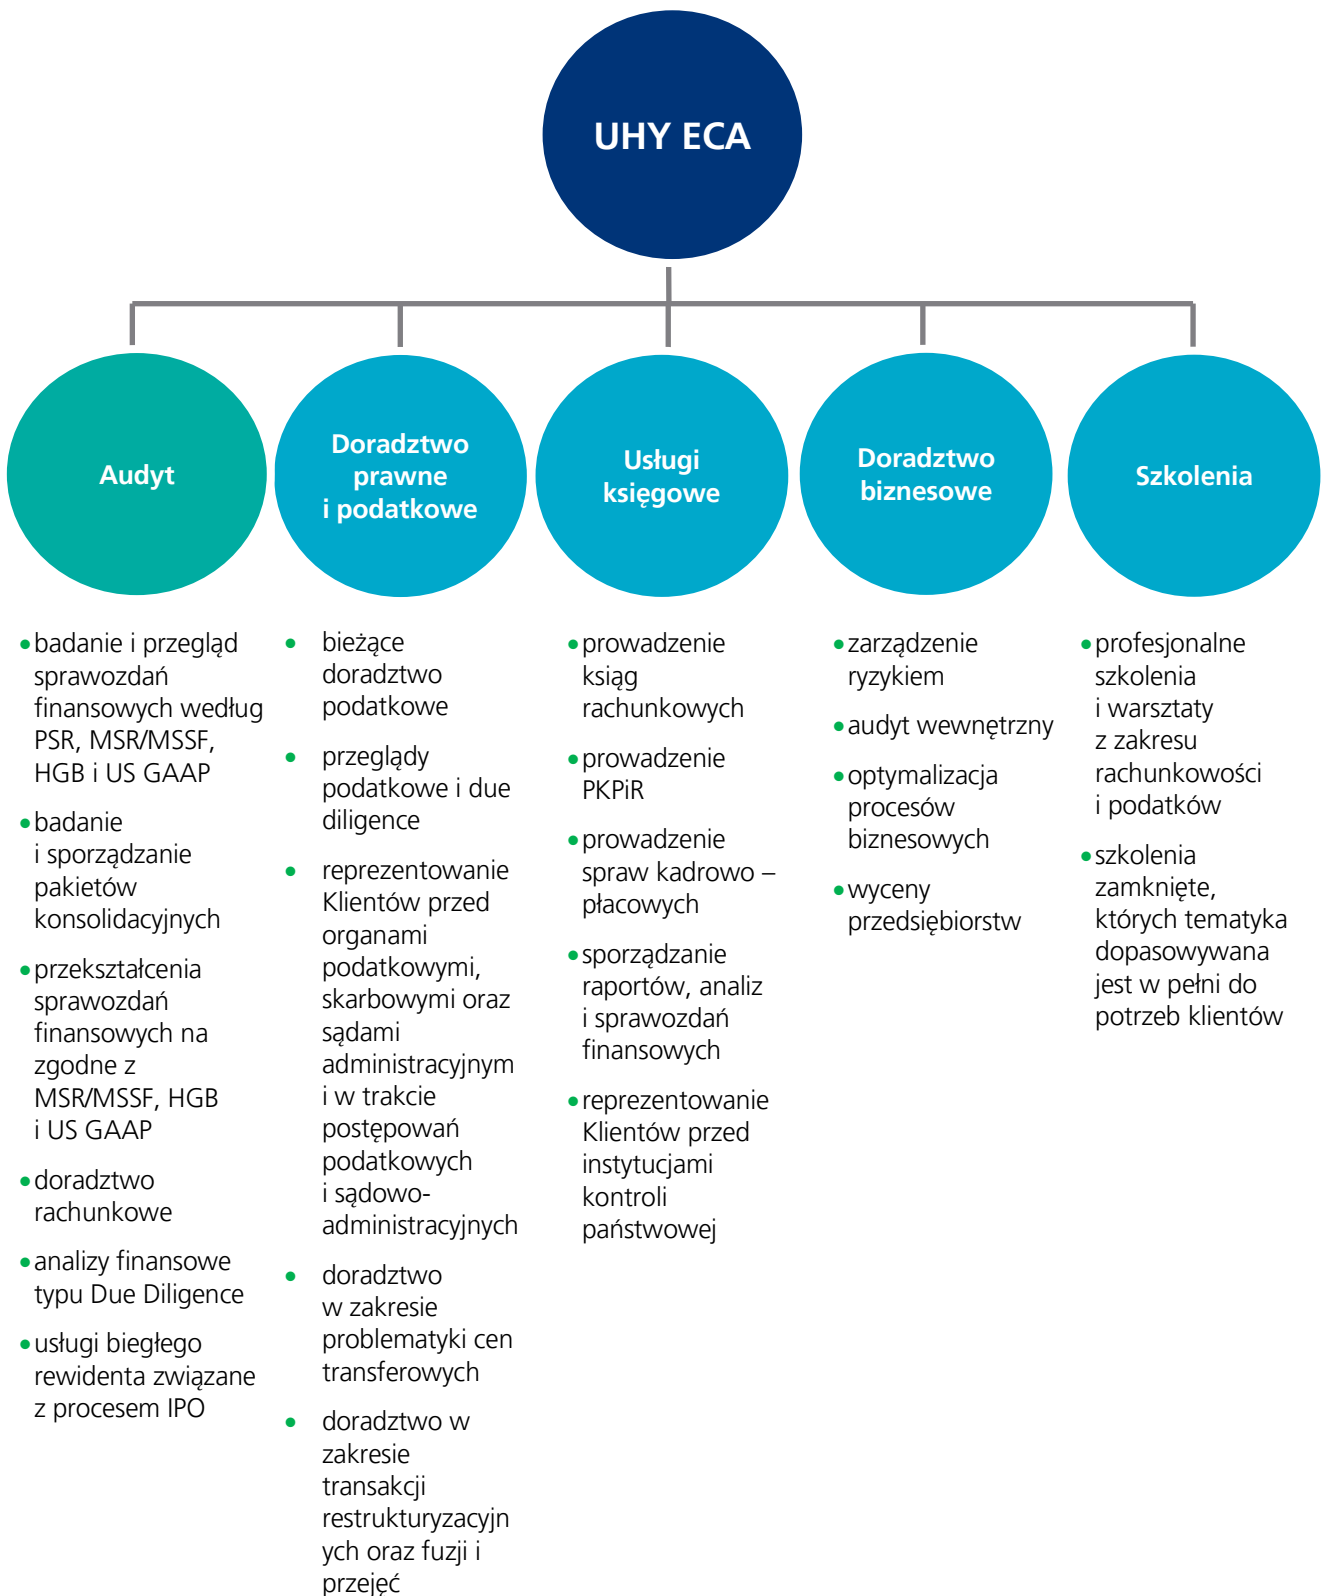 UHY ECA
Audyt
Doradztwo
prawne
i podatkowe
Usługi
księgowe
Doradztwo
biznesowe
Szkolenia
•badanie i przegląd
sprawozdań
finansowych według
PSR, MSR/MSSF,
HGB i US GAAP
•badanie
i sporządzanie
pakietów
konsolidacyjnych
•przekształcenia
sprawozdań
finansowych na
zgodne z
MSR/MSSF, HGB
i US GAAP
•doradztwo
rachunkowe
•analizy finansowe
typu Due Diligence
•usługi biegłego
rewidenta związane
z procesem IPO
• bieżące
doradztwo
podatkowe
• przeglądy
podatkowe i due
diligence
• reprezentowanie
Klientów przed
organami
podatkowymi,
skarbowymi oraz
sądami
administracyjnym
i w trakcie
postępowań
podatkowych
i sądowo-
administracyjnych
• doradztwo
w zakresie
problematyki cen
transferowych
• doradztwo w
zakresie
transakcji
restrukturyzacyjn
ych oraz fuzji i
przejęć
•prowadzenie
ksiąg
rachunkowych
•prowadzenie
PKPiR
•prowadzenie
spraw kadrowo –
płacowych
•sporządzanie
raportów, analiz
i sprawozdań
finansowych
•reprezentowanie
Klientów przed
instytucjami
kontroli
państwowej
•zarządzenie
ryzykiem
•audyt wewnętrzny
•optymalizacja
procesów
biznesowych
•wyceny
przedsiębiorstw
•profesjonalne
szkolenia
i warsztaty
z zakresu
rachunkowości
i podatków
•szkolenia
zamknięte,
których tematyka
dopasowywana
jest w pełni do
potrzeb klientów